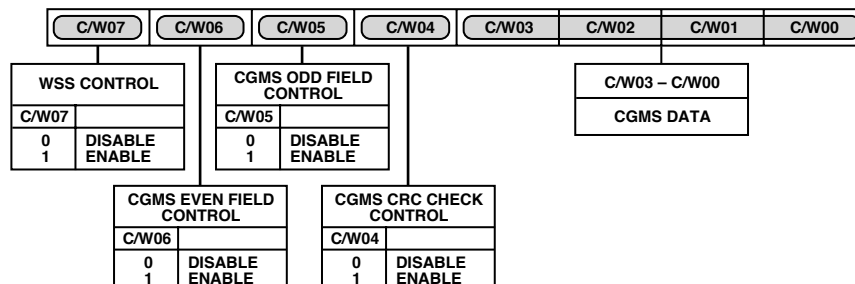 C/W07 C/W06 C/W05 C/W04 C/W03 C/W02 C/W01 C/W00
WSS CONTROL
C/W07
0 DISABLE
1 ENABLE
CGMS ODD FIELD
CONTROL
C/W05
0 DISABLE
1 ENABLE
C/W03 – C/W00
CGMS DATA
CGMS EVEN FIELD
CONTROL
C/W06
0 DISABLE
1 ENABLE
CGMS CRC CHECK
CONTROL
C/W04
0 DISABLE
1 ENABLE